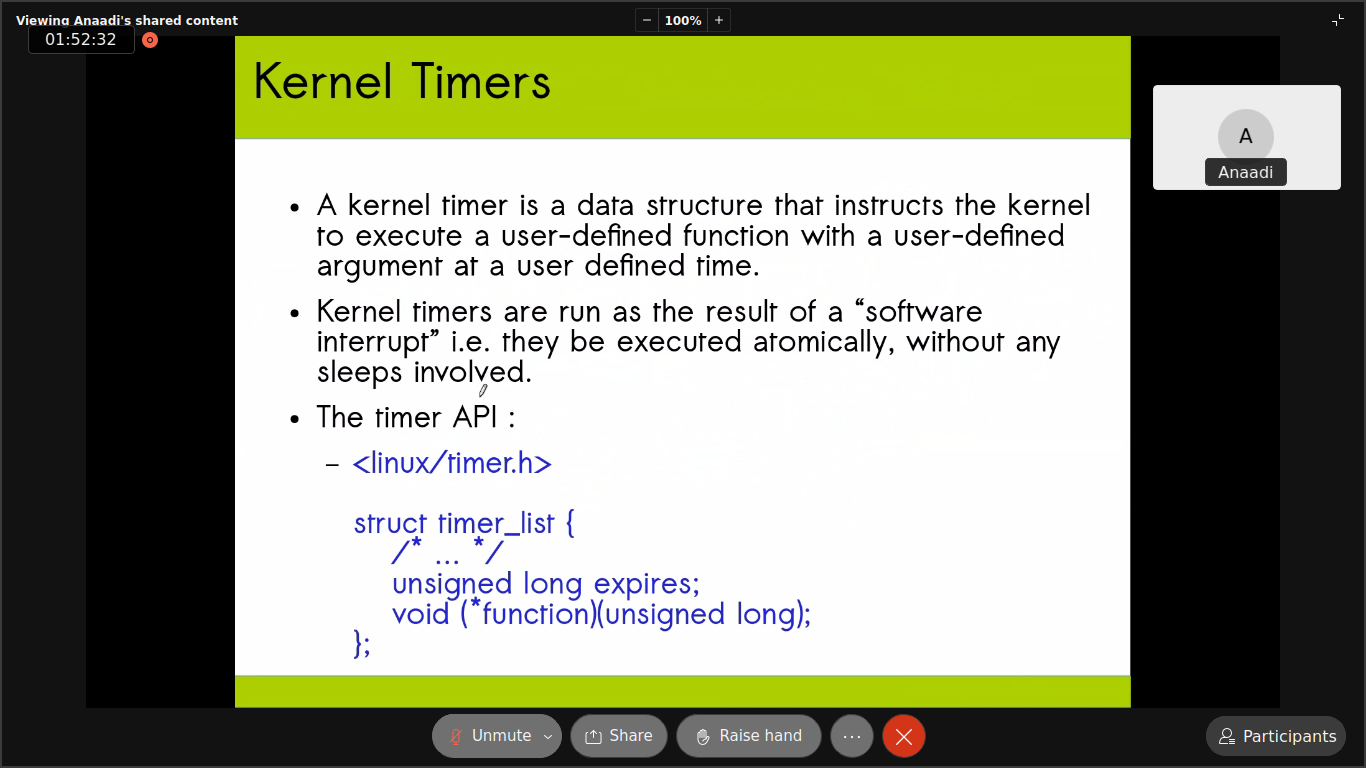 Viewing Anaadi's shared content
− 100% +
01:52:32
Kernel Timers
A
Anaadi
• A kernel timer is a data structure that instructs the kernel
to execute a user-defined function with a user-defined
argument at a user defined time.
• Kernel timers are run as the result of a “software
interrupt” i.e. they be executed atomically, without any
sleeps involved.
• The timer API :
– <linux/timer.h>
struct timer_list {
/* ... */
unsigned long expires;
void (*function)(unsigned long);
};
Unmute
Share
Raise hand
...
Participants